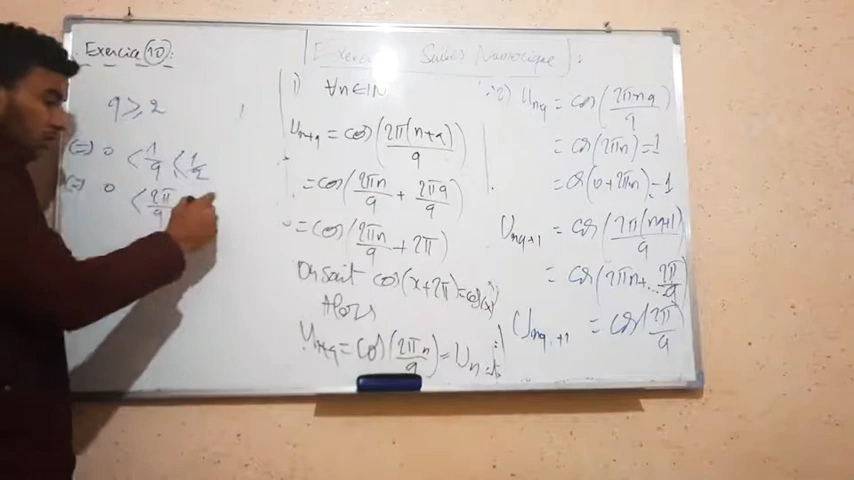 Exercice 10 :
Exercice Suites Numérique :
q ⩾ 2
(=) 0 < 1/q ⩽ 1/2
(=) 0 < 2π/q
1) ∀n∈IN
U_{n+q} = cos(2π(n+q)/q)
= cos(2πn/q + 2πq/q)
= cos(2πn/q + 2π)
On sait cos(x+2π) = cos(x)
Alors
U_{n+q} = cos(2πn/q) = U_n
2) U_{nq} = cos(2πnq/q)
= cos(2πn) = 1
= cos(0+2πn) = 1
U_{nq+1} = cos(2π(nq+1)/q)
= cos(2πn+...2π/q)
U_{nq+1} = cos(2π/q)